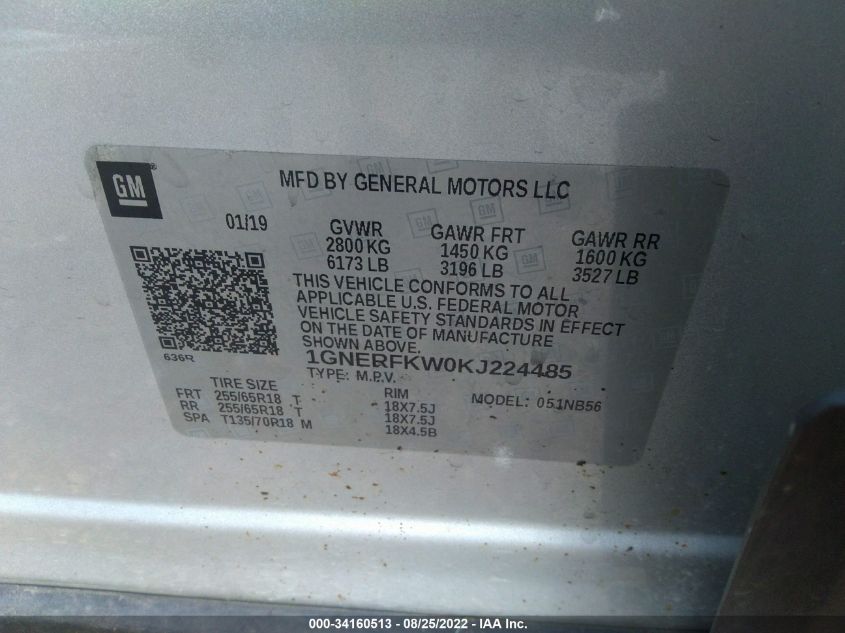 GM
MFD BY GENERAL MOTORS LLC
01/19
GVWR
2800 KG
6173 LB
GAWR FRT
1450 KG
3196 LB
GAWR RR
1600 KG
3527 LB
THIS VEHICLE CONFORMS TO ALL
APPLICABLE U.S. FEDERAL MOTOR
VEHICLE SAFETY STANDARDS IN EFFECT
ON THE DATE OF MANUFACTURE
SHOWN ABOVE.
636R
1GNERFKW0KJ224485
TYPE: M.P.V.
MODEL: 051NB56
TIRE SIZE
RIM
FRT 255/65R18 T 18X7.5J
RR 255/65R18 T 18X7.5J
SPA T135/70R18 M 18X4.5B
000-34160513 - 08/25/2022 - IAA Inc.